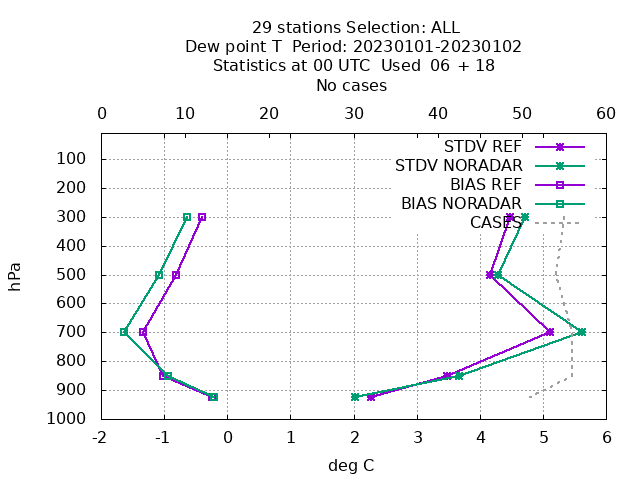 29 stations Selection: ALL
Dew point T  Period: 20230101-20230102
Statistics at 00 UTC  Used  06 + 18
No cases
0 10 20 30 40 50 60
STDV REF
STDV NORADAR
BIAS REF
BIAS NORADAR
CASES
100
200
300
400
500
600
700
800
900
1000
hPa
-2 -1 0 1 2 3 4 5 6
deg C